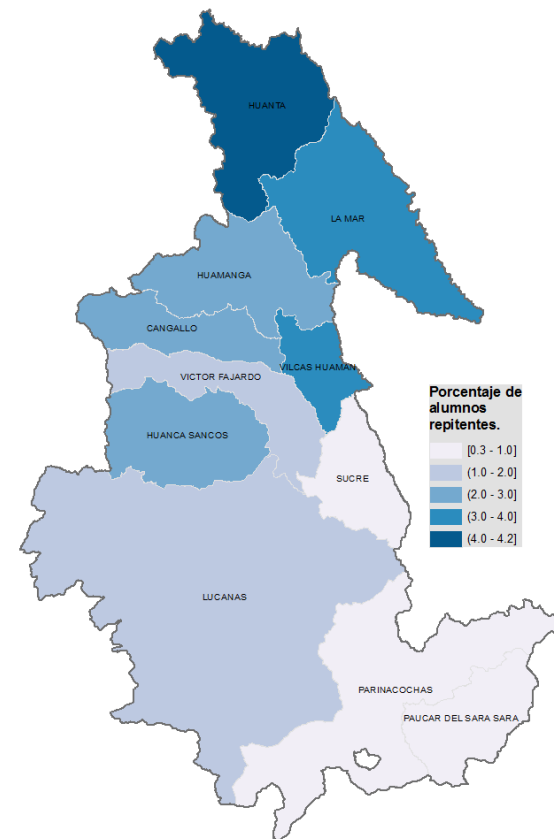 HUANTA
LA MAR
HUAMANGA
CANGALLO
VILCAS HUAMAN
VICTOR FAJARDO
HUANCA SANCOS
SUCRE
LUCANAS
PARINACOCHAS
PAUCAR DEL SARA SARA
Porcentaje de
alumnos
repitentes.
[0.3 - 1.0]
(1.0 - 2.0]
(2.0 - 3.0]
(3.0 - 4.0]
(4.0 - 4.2]